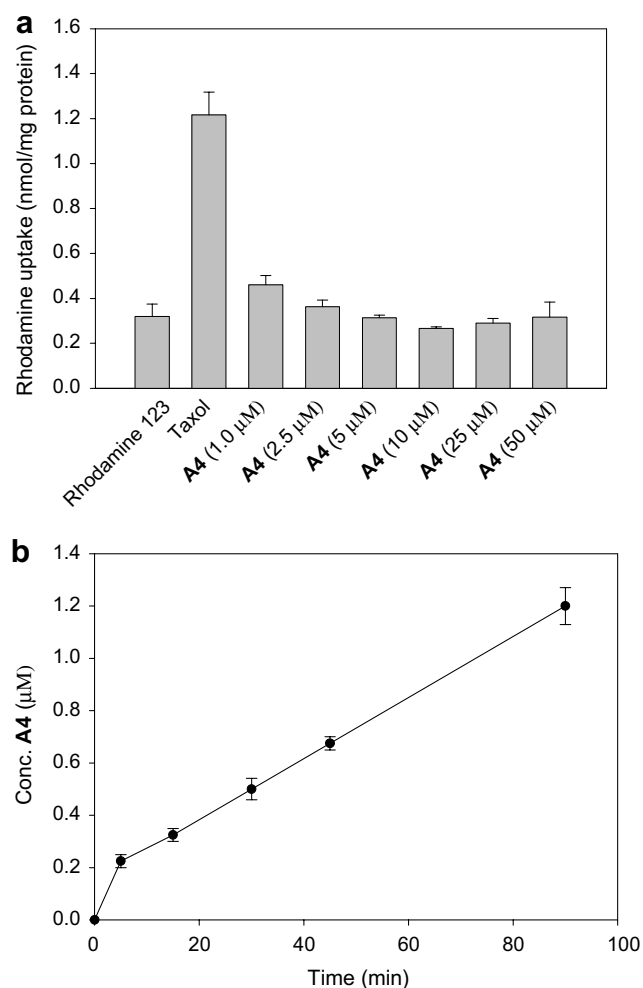 a
Rhodamine uptake (nmol/mg protein)
1.6
1.4
1.2
1.0
0.8
0.6
0.4
0.2
0.0
Rhodamine 123
Taxol
A4 (1.0 μM)
A4 (2.5 μM)
A4 (5 μM)
A4 (10 μM)
A4 (25 μM)
A4 (50 μM)
b
Conc. A4 (μM)
1.4
1.2
1.0
0.8
0.6
0.4
0.2
0.0
0
20
40
60
80
100
Time (min)